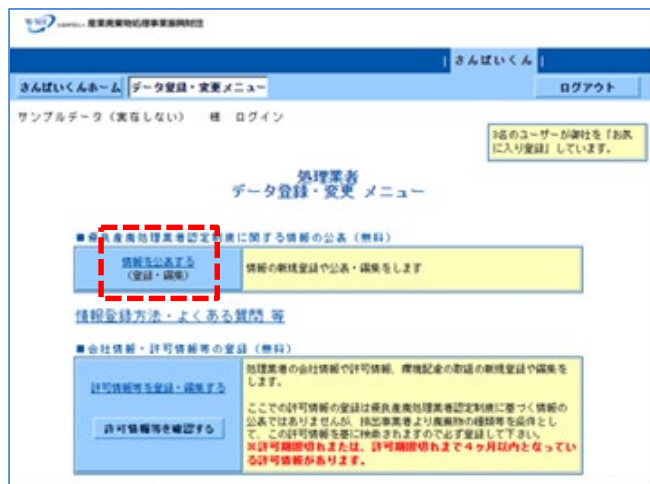 産業廃棄物処理事業振興財団
さんぱいくん
さんぱいくんホーム データ登録・変更メニュー ログアウト
サンプルデータ（実在しない） 様 ログイン
3名のユーザーが御社を「お気
に入り登録」しています。
処理業者
データ登録・変更 メニュー
■優良産廃処理業者認定制度に関する情報の公表（無料）
情報を公表する
（登録・編集）
情報の新規登録や公表・編集をします
情報登録方法・よくある質問 等
■会社情報・許可情報等の登録（無料）
処理業者の会社情報や許可情報、環境配慮の取組の新規登録や編集を
します。
許可情報等を登録・編集する
ここでの許可情報の登録は優良産廃処理業者認定制度に基づく情報の
公表ではありませんが、排出事業者より廃棄物の種類等を条件とし
て、この許可情報を基に検索されますので必ず登録して下さい。
許可情報等を確認する
※許可期限切れまたは、許可期限切れまで４ヶ月以内となってい
る許可情報があります。